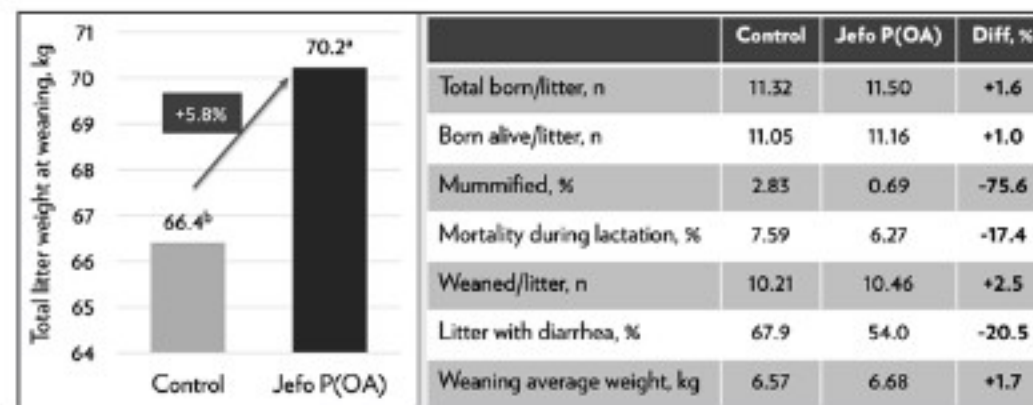 Total litter weight at weaning, kg
71
70
69
68
67
66
65
64
+5.8%
66.4ᵇ
70.2ᵃ
Control Jefo P(OA)
Control Jefo P(OA) Diff, %
Total born/litter, n 11.32 11.50 +1.6
Born alive/litter, n 11.05 11.16 +1.0
Mummified, % 2.83 0.69 -75.6
Mortality during lactation, % 7.59 6.27 -17.4
Weaned/litter, n 10.21 10.46 +2.5
Litter with diarrhea, % 67.9 54.0 -20.5
Weaning average weight, kg 6.57 6.68 +1.7